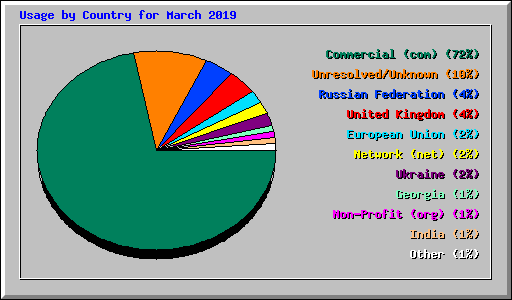 Usage by Country for March 2019
Commercial (com) (72%)
Unresolved/Unknown (10%)
Russian Federation (4%)
United Kingdom (4%)
European Union (2%)
Network (net) (2%)
Ukraine (2%)
Georgia (1%)
Non-Profit (org) (1%)
India (1%)
Other (1%)